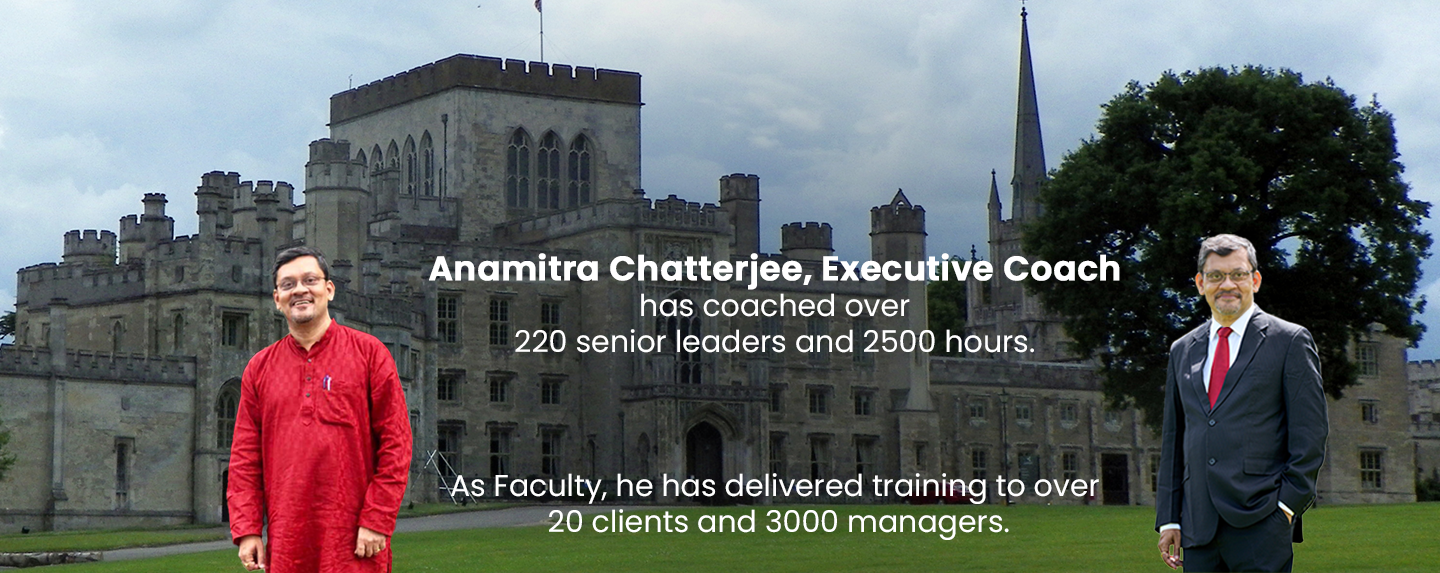 Anamitra Chatterjee, Executive Coach
has coached over
220 senior leaders and 2500 hours.
As Faculty, he has delivered training to over
20 clients and 3000 managers.